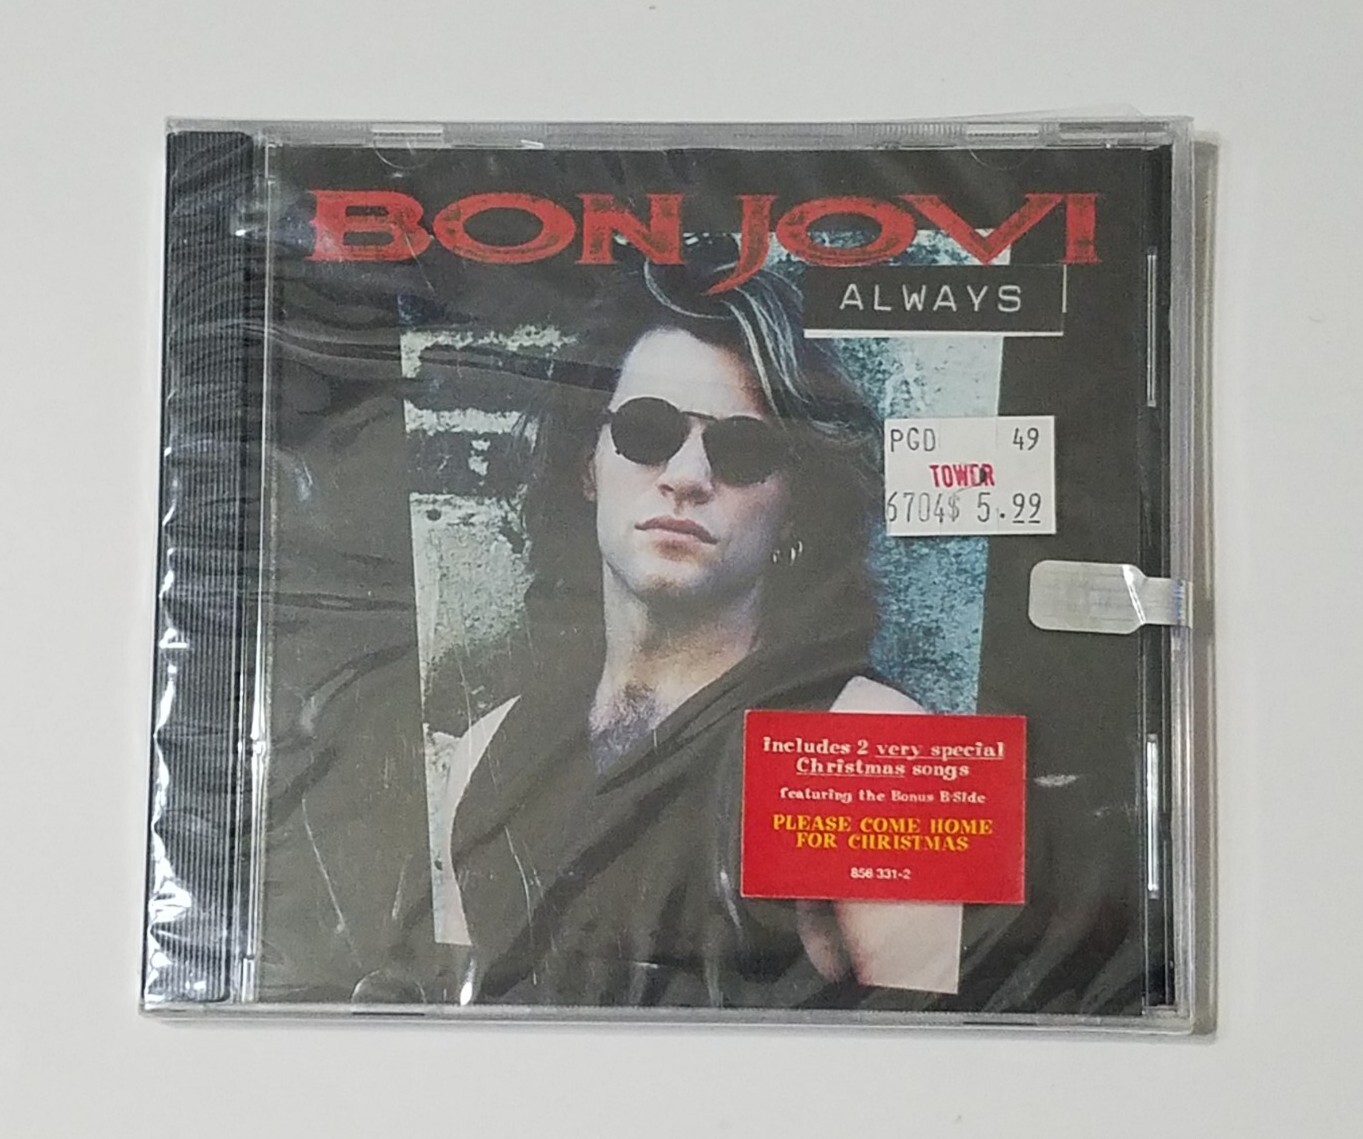 BON JOVI
ALWAYS
PGD 49
TOWER
6704$ 5.99
includes 2 very special
Christmas songs
featuring the Bonus B-Side
PLEASE COME HOME
FOR CHRISTMAS
856 331-2